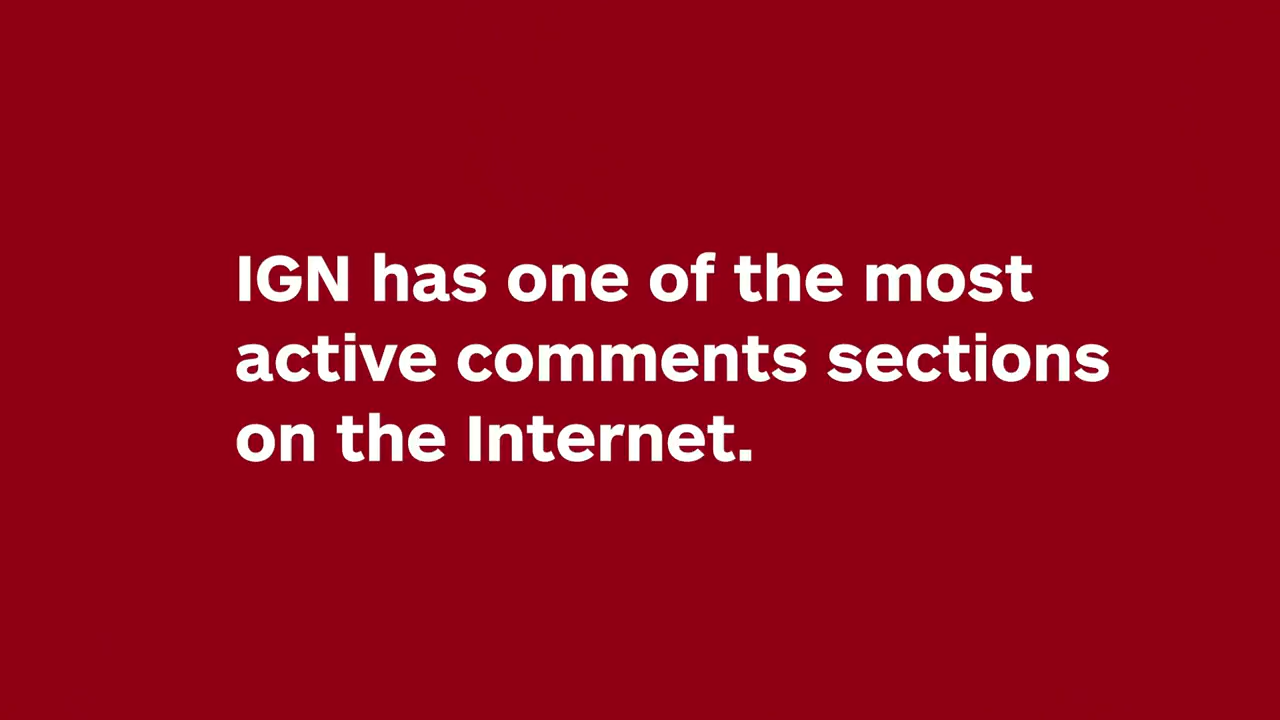 IGN has one of the most
active comments sections
on the Internet.